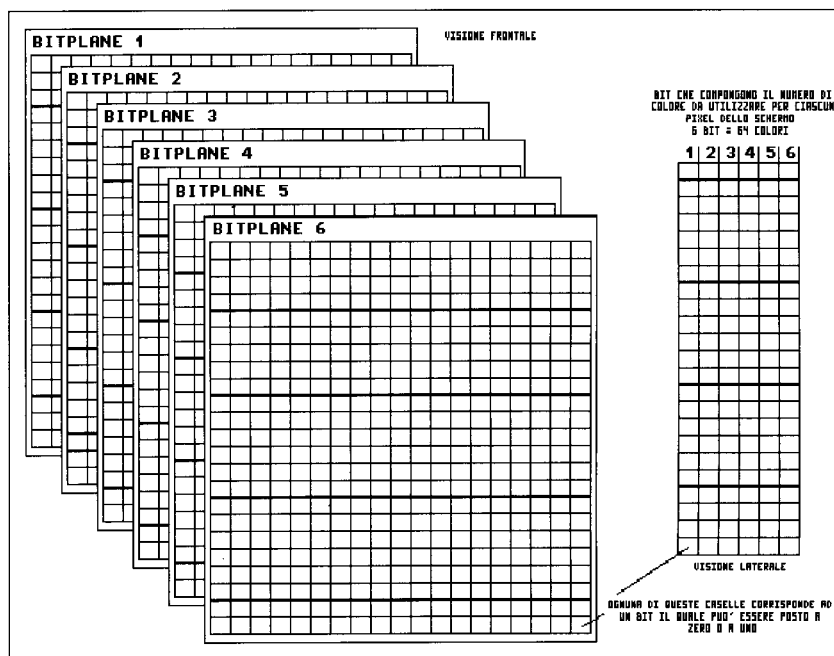 BITPLANE 1
VISIONE FRONTALE
BITPLANE 2
BITPLANE 3
BITPLANE 4
BITPLANE 5
BITPLANE 6
BIT CHE COMPONGONO IL NUMERO DI
COLORE DA UTILIZZARE PER CIASCUN
PIXEL DELLO SCHERMO
6 BIT = 64 COLORI
1 2 3 4 5 6
VISIONE LATERALE
OGNUNA DI QUESTE CASELLE CORRISPONDE AD
UN BIT IL QUALE PUO' ESSERE POSTO A
ZERO O A UNO